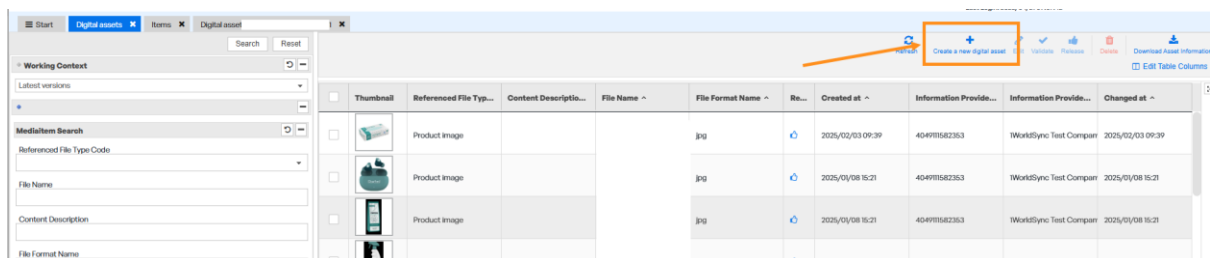 Start
Digital assets
Items
Digital asset
Search Reset
Refresh
Create a new digital asset
Edit
Validate
Release
Delete
Download Asset Information
Edit Table Columns
Working Context
Latest versions
MediaItem Search
Referenced File Type Code
File Name
Content Description
File Format Name
Thumbnail Referenced File Typ... Content Descriptio... File Name File Format Name Re... Created at Information Provide... Information Provide... Changed at
Product image jpg 2025/02/03 09:39 4049111582353 1WorldSync Test Compan 2025/02/03 09:39
Product image jpg 2025/01/08 15:21 4049111582353 1WorldSync Test Compan 2025/01/08 15:21
Product image jpg 2025/01/08 15:21 4049111582353 1WorldSync Test Compan 2025/01/08 15:21